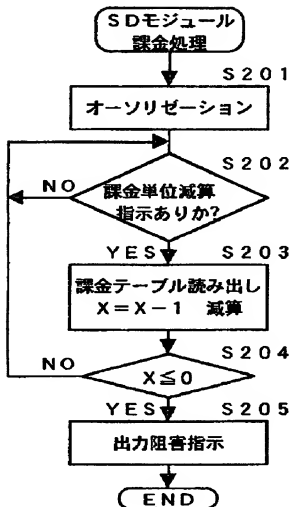 SDモジュール
課金処理
S201
オーソリゼーション
S202
NO
課金単位減算
指示ありか?
YES
S203
課金テーブル読み出し
X=X-1 減算
NO
S204
X≦0
YES
S205
出力阻害指示
END